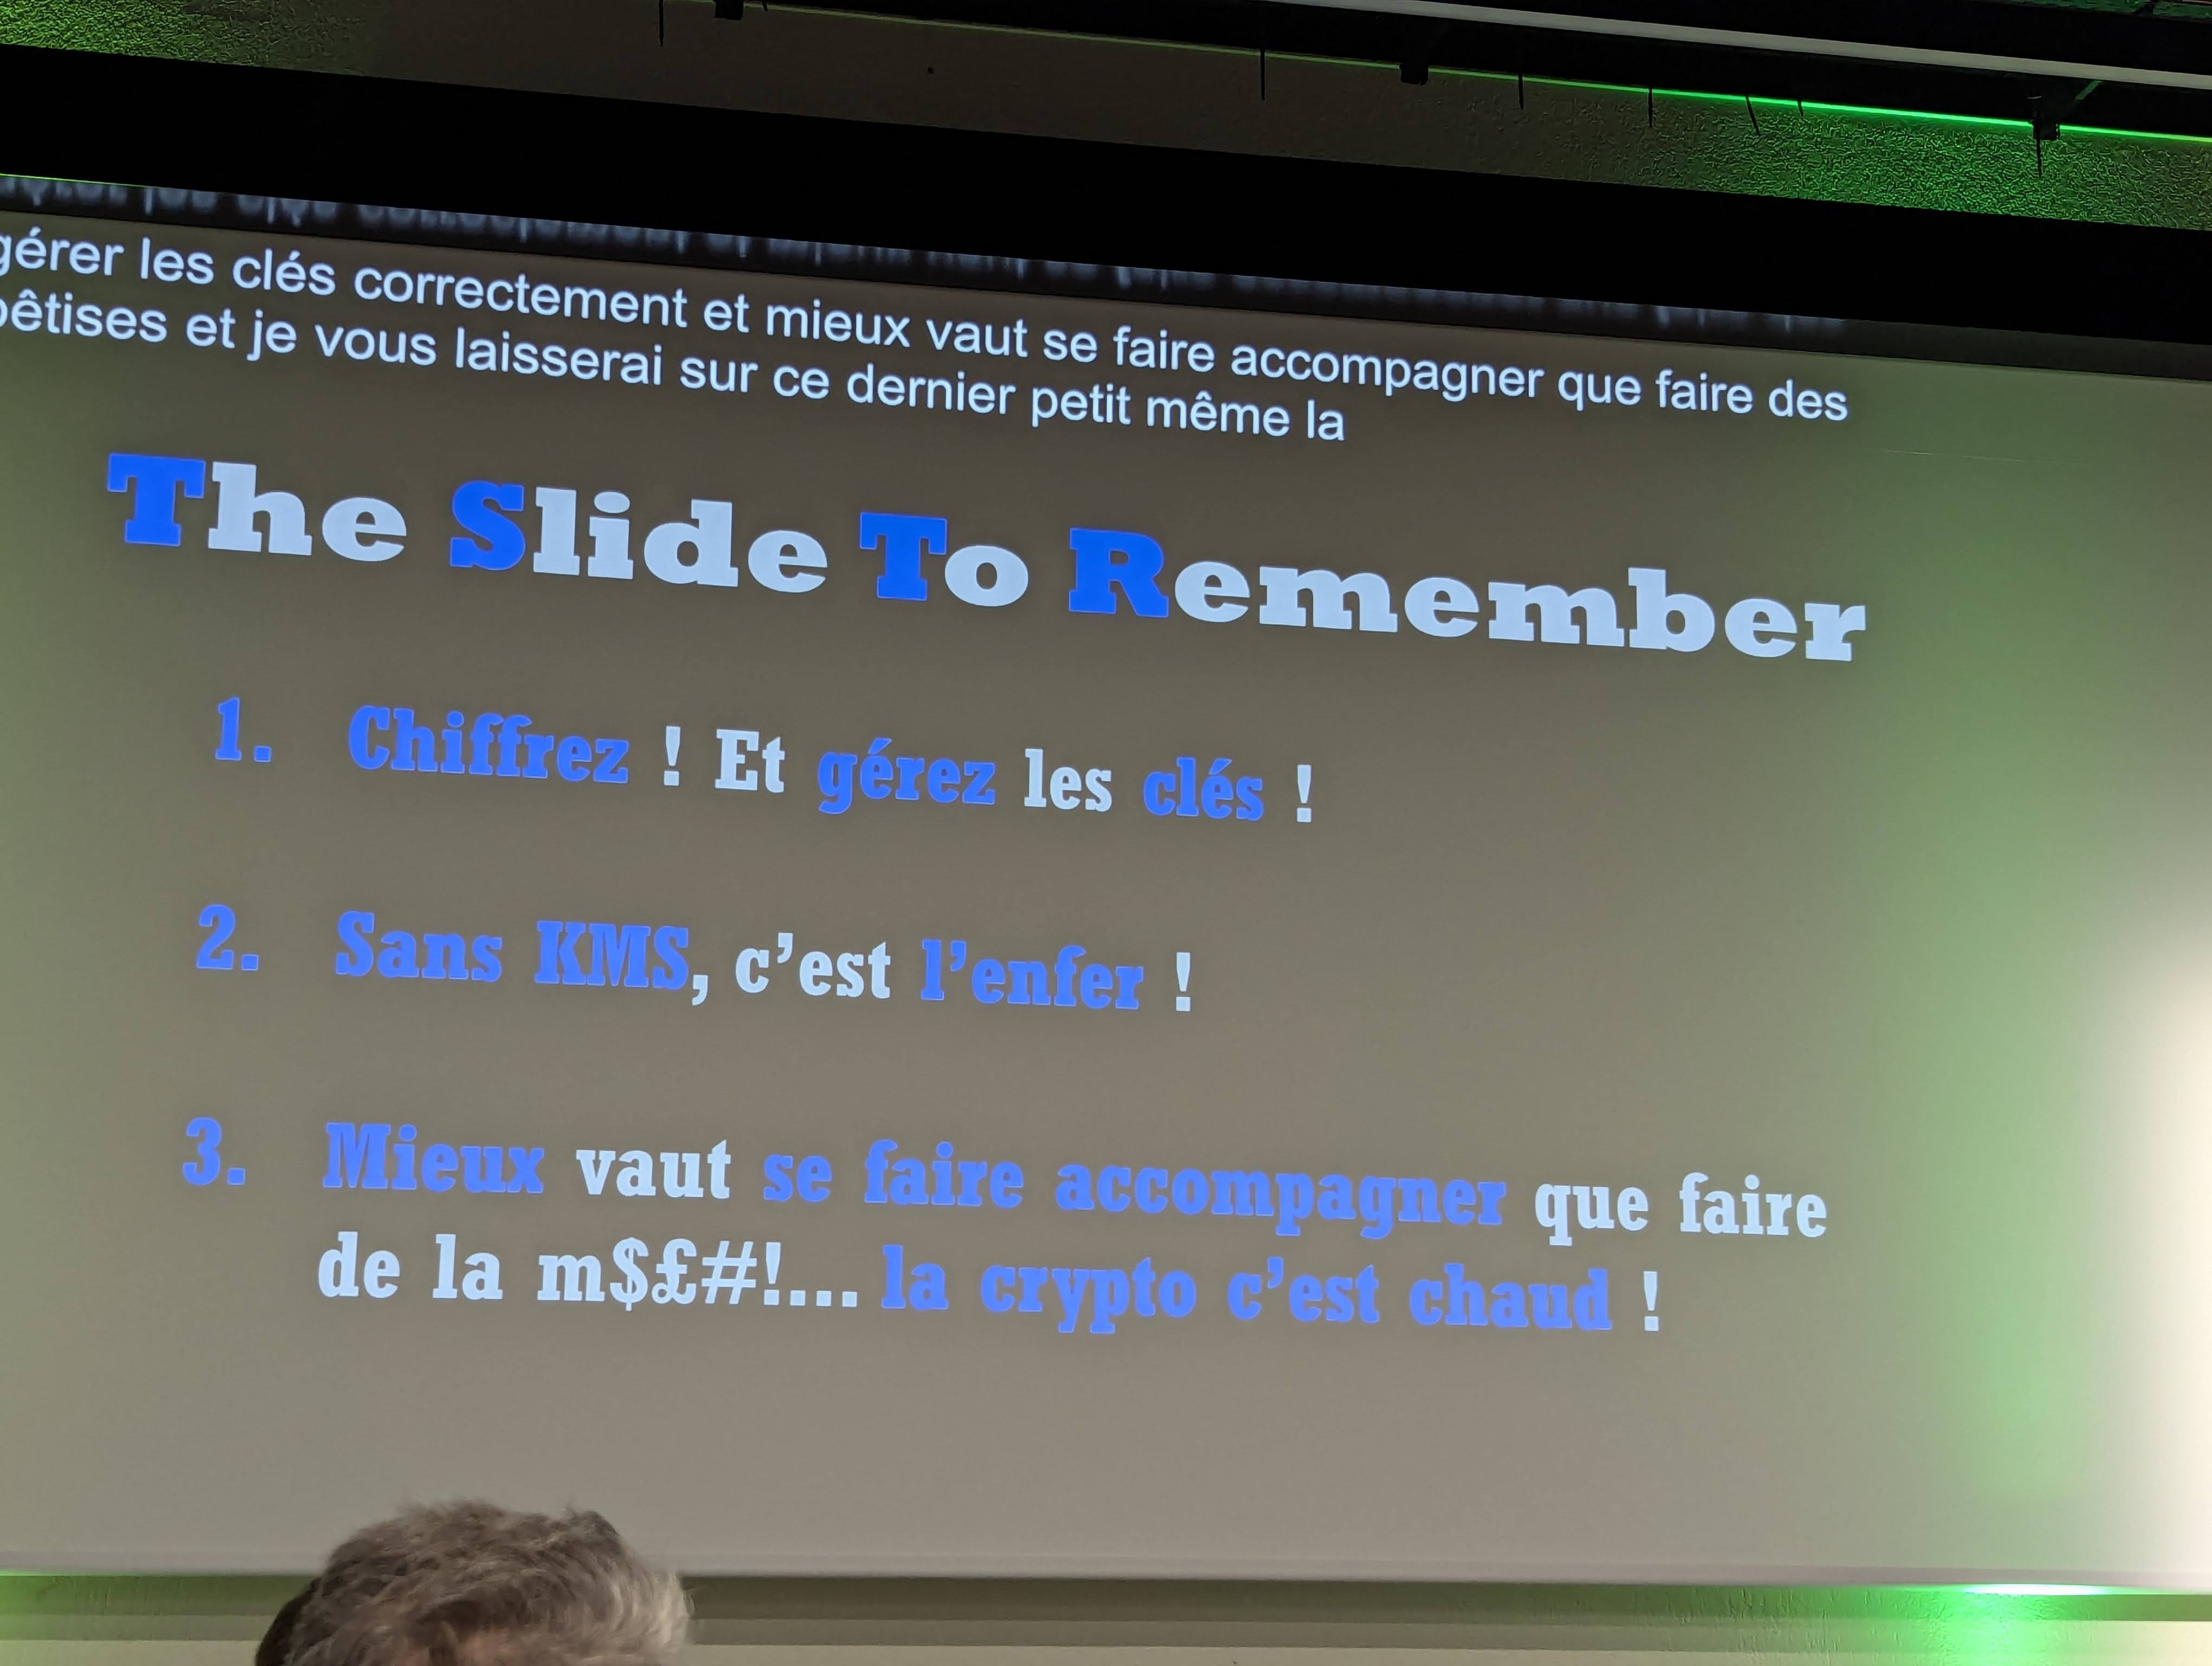 gérer les clés correctement et mieux vaut se faire accompagner que faire des
bêtises et je vous laisserai sur ce dernier petit même la
The Slide To Remember
1. Chiffrez ! Et gérez les clés !
2. Sans KMS, c’est l’enfer !
3. Mieux vaut se faire accompagner que faire
de la m$£#!... la crypto c’est chaud !